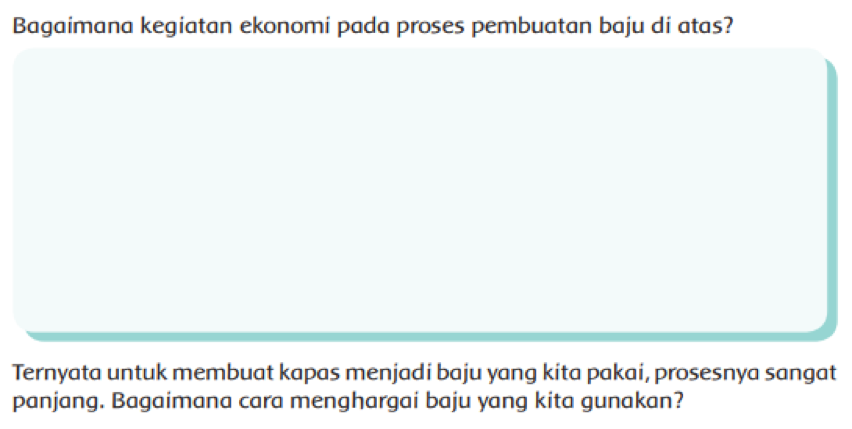 Bagaimana kegiatan ekonomi pada proses pembuatan baju di atas?
Ternyata untuk membuat kapas menjadi baju yang kita pakai, prosesnya sangat
panjang. Bagaimana cara menghargai baju yang kita gunakan?